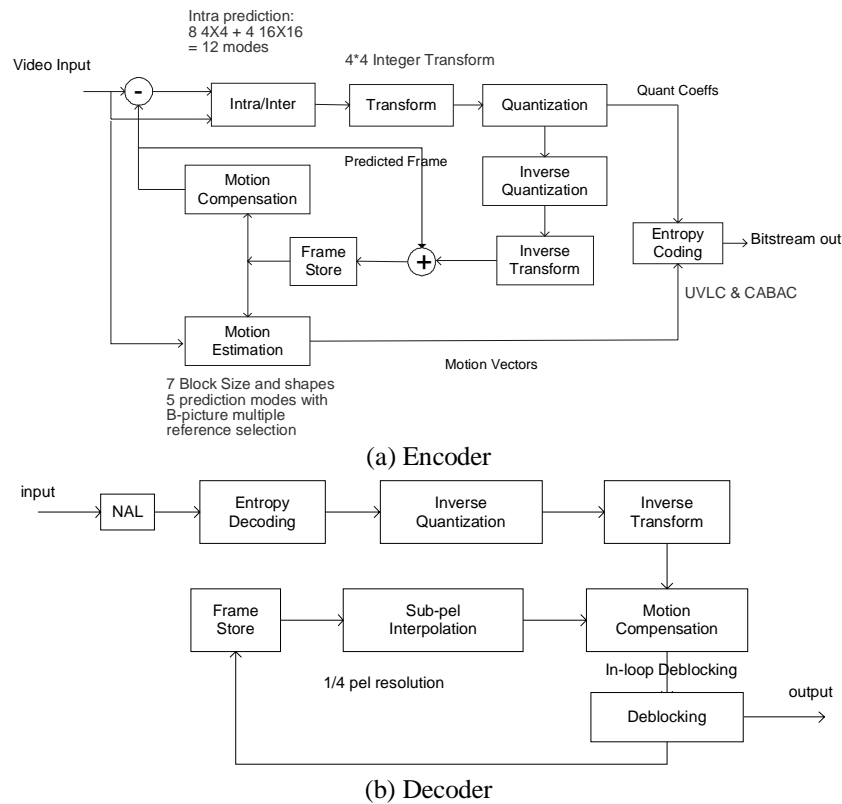 Intra prediction:
8 4X4 + 4 16X16
= 12 modes
4*4 Integer Transform
Video Input
-
Intra/Inter
Transform
Quantization
Quant Coeffs
Predicted Frame
Motion
Compensation
Inverse
Quantization
Frame
Store
+
Inverse
Transform
Entropy
Coding
Bitstream out
UVLC & CABAC
Motion
Estimation
Motion Vectors
7 Block Size and shapes
5 prediction modes with
B-picture multiple
reference selection
(a) Encoder
input
NAL
Entropy
Decoding
Inverse
Quantization
Inverse
Transform
Frame
Store
Sub-pel
Interpolation
Motion
Compensation
1/4 pel resolution
In-loop Deblocking
Deblocking
output
(b) Decoder